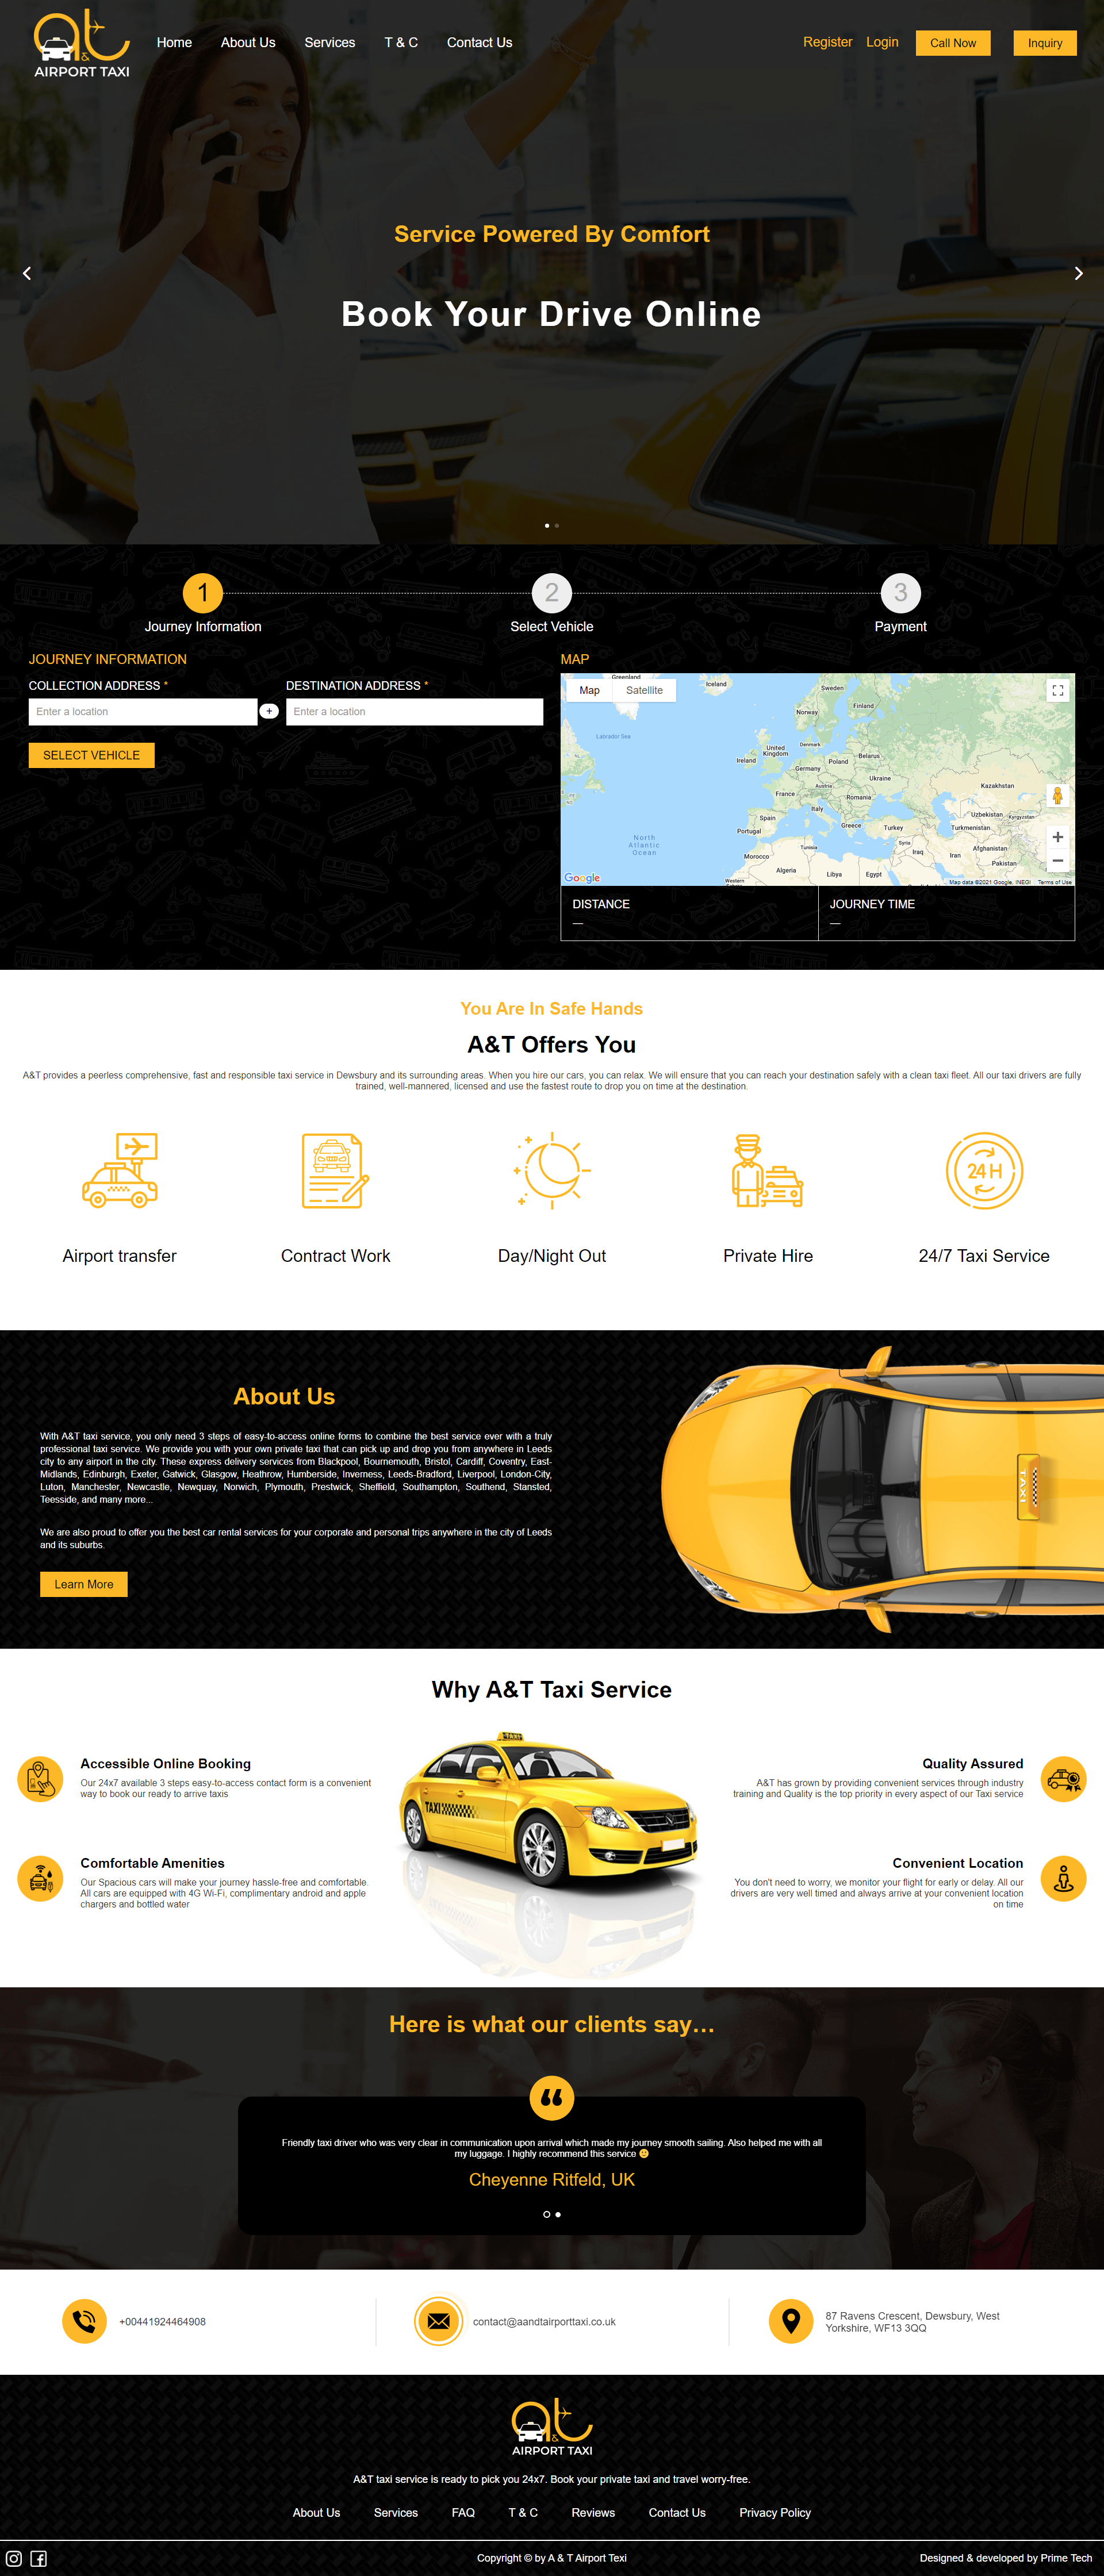 a&t
AIRPORT TAXI
Home
About Us
Services
T & C
Contact Us
Register
Login
Call Now
Inquiry
Service Powered By Comfort
Book Your Drive Online
1
2
3
Journey Information
Select Vehicle
Payment
JOURNEY INFORMATION
COLLECTION ADDRESS *
DESTINATION ADDRESS *
Enter a location
+
Enter a location
SELECT VEHICLE
MAP
Map
Satellite
Greenland
Iceland
Sweden
Finland
Norway
Labrador Sea
United
Kingdom
Denmark
Ireland
Poland
Belarus
Germany
Ukraine
Austria
France
Romania
Kazakhstan
Italy
Spain
Portugal
Greece
Turkey
Uzbekistan
Kyrgyzstan
Turkmenistan
North
Atlantic
Ocean
Tunisia
Syria
Morocco
Iraq
Iran
Afghanistan
Algeria
Libya
Egypt
Pakistan
Western
Google
Map data ©2021 Google, INEGI
Terms of Use
DISTANCE
—
JOURNEY TIME
—
You Are In Safe Hands
A&T Offers You
A&T provides a peerless comprehensive, fast and responsible taxi service in Dewsbury and its surrounding areas. When you hire our cars, you can relax. We will ensure that you can reach your destination safely with a clean taxi fleet. All our taxi drivers are fully
trained, well-mannered, licensed and use the fastest route to drop you on time at the destination.
24 H
Airport transfer
Contract Work
Day/Night Out
Private Hire
24/7 Taxi Service
About Us
With A&T taxi service, you only need 3 steps of easy-to-access online forms to combine the best service ever with a truly
professional taxi service. We provide you with your own private taxi that can pick up and drop you from anywhere in Leeds
city to any airport in the city. These express delivery services from Blackpool, Bournemouth, Bristol, Cardiff, Coventry, East-
Midlands, Edinburgh, Exeter, Gatwick, Glasgow, Heathrow, Humberside, Inverness, Leeds-Bradford, Liverpool, London-City,
Luton, Manchester, Newcastle, Newquay, Norwich, Plymouth, Prestwick, Sheffield, Southampton, Southend, Stansted,
Teesside, and many more...
We are also proud to offer you the best car rental services for your corporate and personal trips anywhere in the city of Leeds
and its suburbs.
Learn More
TAXI
Why A&T Taxi Service
Accessible Online Booking
Our 24x7 available 3 steps easy-to-access contact form is a convenient
way to book our ready to arrive taxis
Comfortable Amenities
Our Spacious cars will make your journey hassle-free and comfortable.
All cars are equipped with 4G Wi-Fi, complimentary android and apple
chargers and bottled water
TAXI
TAXI
Quality Assured
A&T has grown by providing convenient services through industry
training and Quality is the top priority in every aspect of our Taxi service
Convenient Location
You don't need to worry, we monitor your flight for early or delay. All our
drivers are very well timed and always arrive at your convenient location
on time
Here is what our clients say…
Friendly taxi driver who was very clear in communication upon arrival which made my journey smooth sailing. Also helped me with all
my luggage. I highly recommend this service 🙂
Cheyenne Ritfeld, UK
+00441924464908
contact@aandtairporttaxi.co.uk
87 Ravens Crescent, Dewsbury, West
Yorkshire, WF13 3QQ
a&t
AIRPORT TAXI
A&T taxi service is ready to pick you 24x7. Book your private taxi and travel worry-free.
About Us
Services
FAQ
T & C
Reviews
Contact Us
Privacy Policy
Copyright © by A & T Airport Texi
Designed & developed by Prime Tech